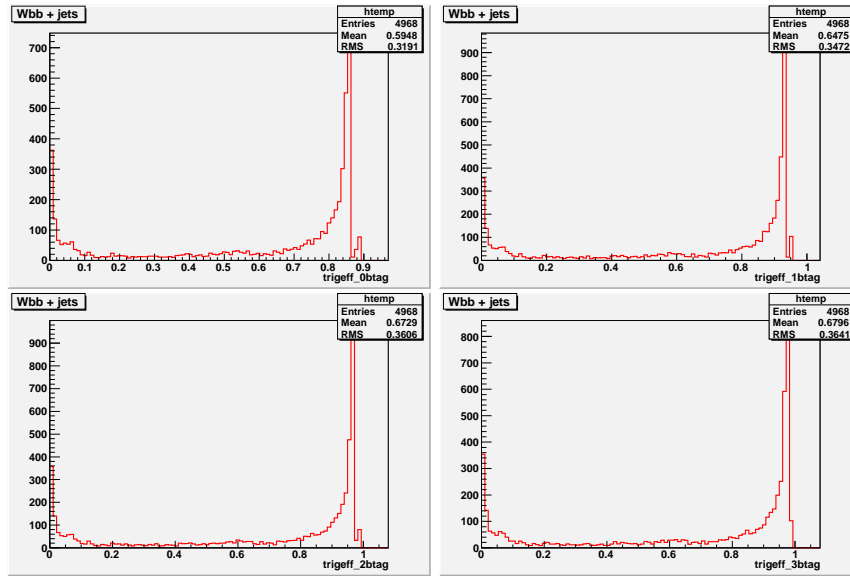 Wbb + jets
htemp
Entries 4968
Mean 0.5948
RMS 0.3191
700
600
500
400
300
200
100
0
0 0.1 0.2 0.3 0.4 0.5 0.6 0.7 0.8 0.9
trigeff_0btag
Wbb + jets
htemp
Entries 4968
Mean 0.6475
RMS 0.3472
900
800
700
600
500
400
300
200
100
0
0 0.2 0.4 0.6 0.8 1
trigeff_1btag
Wbb + jets
htemp
Entries 4968
Mean 0.6729
RMS 0.3606
900
800
700
600
500
400
300
200
100
0
0 0.2 0.4 0.6 0.8 1
trigeff_2btag
Wbb + jets
htemp
Entries 4968
Mean 0.6796
RMS 0.3641
800
700
600
500
400
300
200
100
0
0 0.2 0.4 0.6 0.8 1
trigeff_3btag